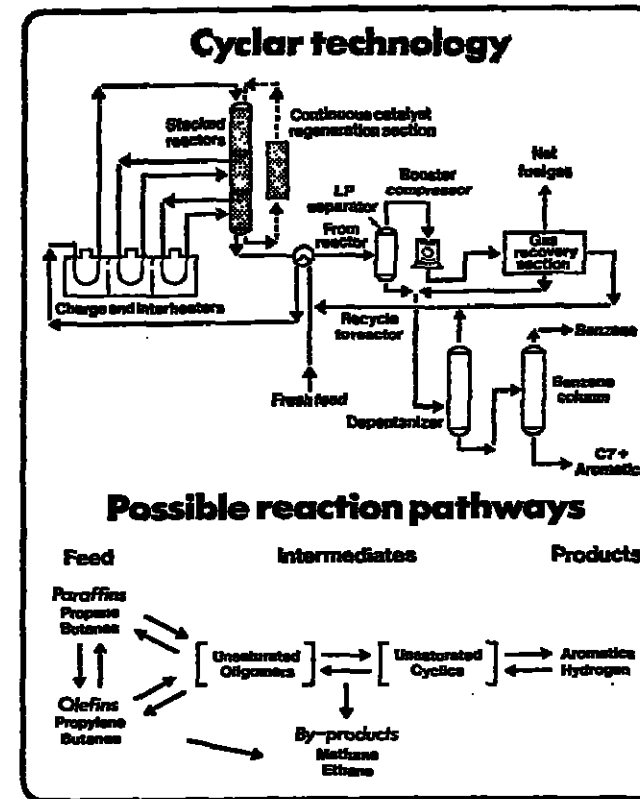 Cyclar technology
Stacked
reactors
Continuous catalyst
regeneration section
Net
fuelgas
Booster
compressor
LP
separator
From
reactor
Gas
recovery
section
Charge and interheaters
Recycle
to reactor
Benzene
Fresh feed
Depentanizer
Benzene
column
C7 +
Aromatics
Possible reaction pathways
Feed
Intermediates
Products
Paraffins
Propane
Butanes
Unsaturated
Oligomers
Unsaturated
Cyclics
Aromatics
Hydrogen
Olefins
Propylene
Butenes
By-products
Methane
Ethane